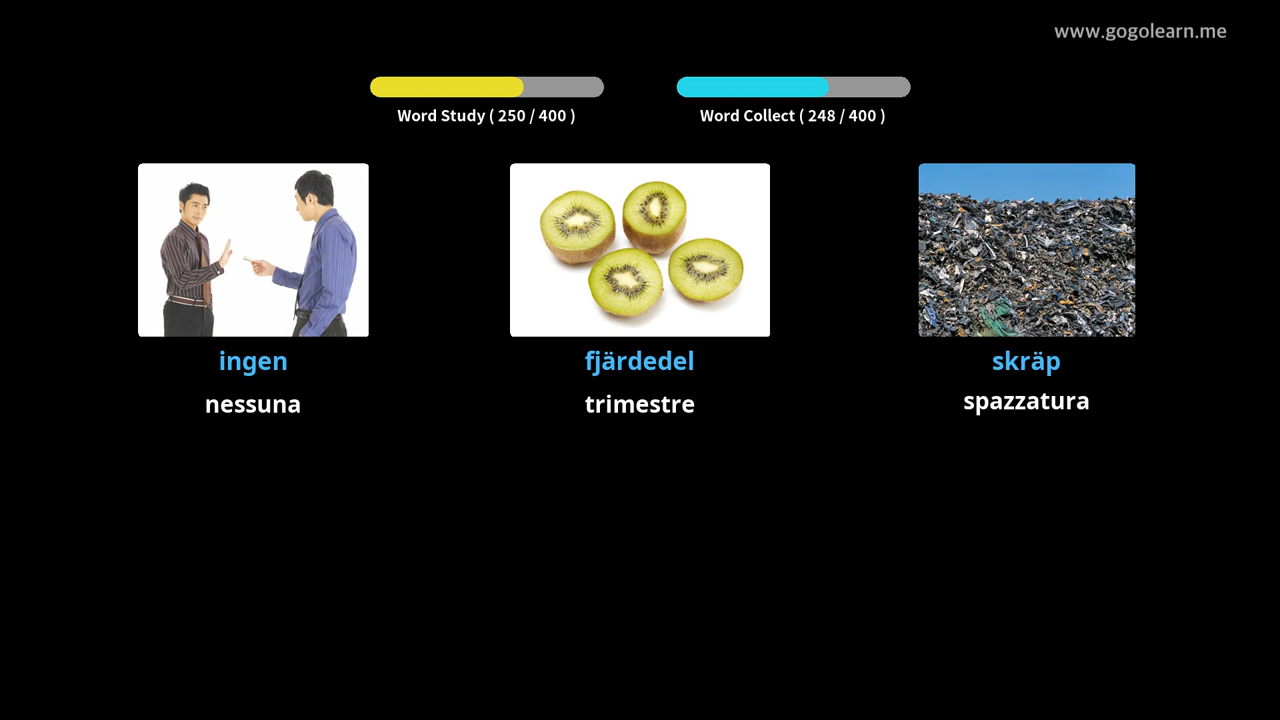 www.gogolearn.me
Word Study ( 250 / 400 )
Word Collect ( 248 / 400 )
ingen
nessuna
fjärdedel
trimestre
skräp
spazzatura